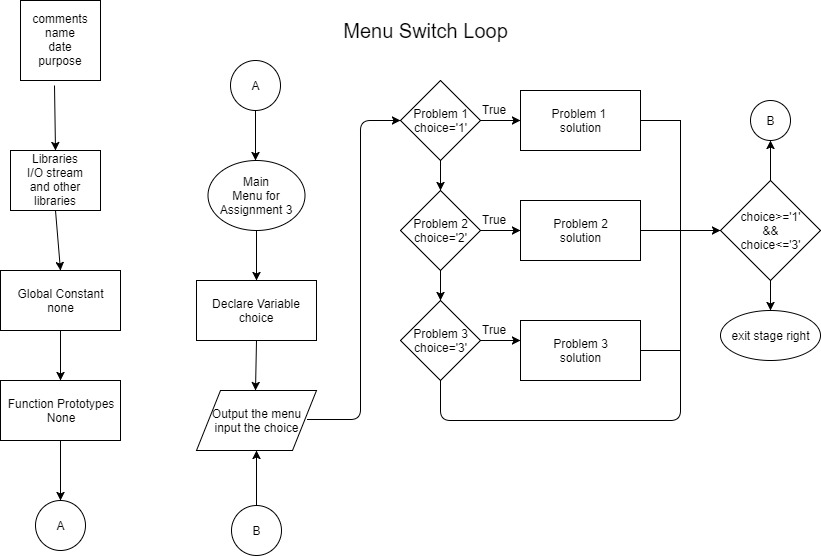 Menu Switch Loop
comments
name
date
purpose
Libraries
I/O stream
and other
libraries
Global Constant
none
Function Prototypes
None
A
A
Main
Menu for
Assignment 3
Declare Variable
choice
Output the menu
input the choice
B
Problem 1
choice='1'
True
Problem 1
solution
Problem 2
choice='2'
True
Problem 2
solution
Problem 3
choice='3'
True
Problem 3
solution
B
choice>='1'
&&
choice<='3'
exit stage right